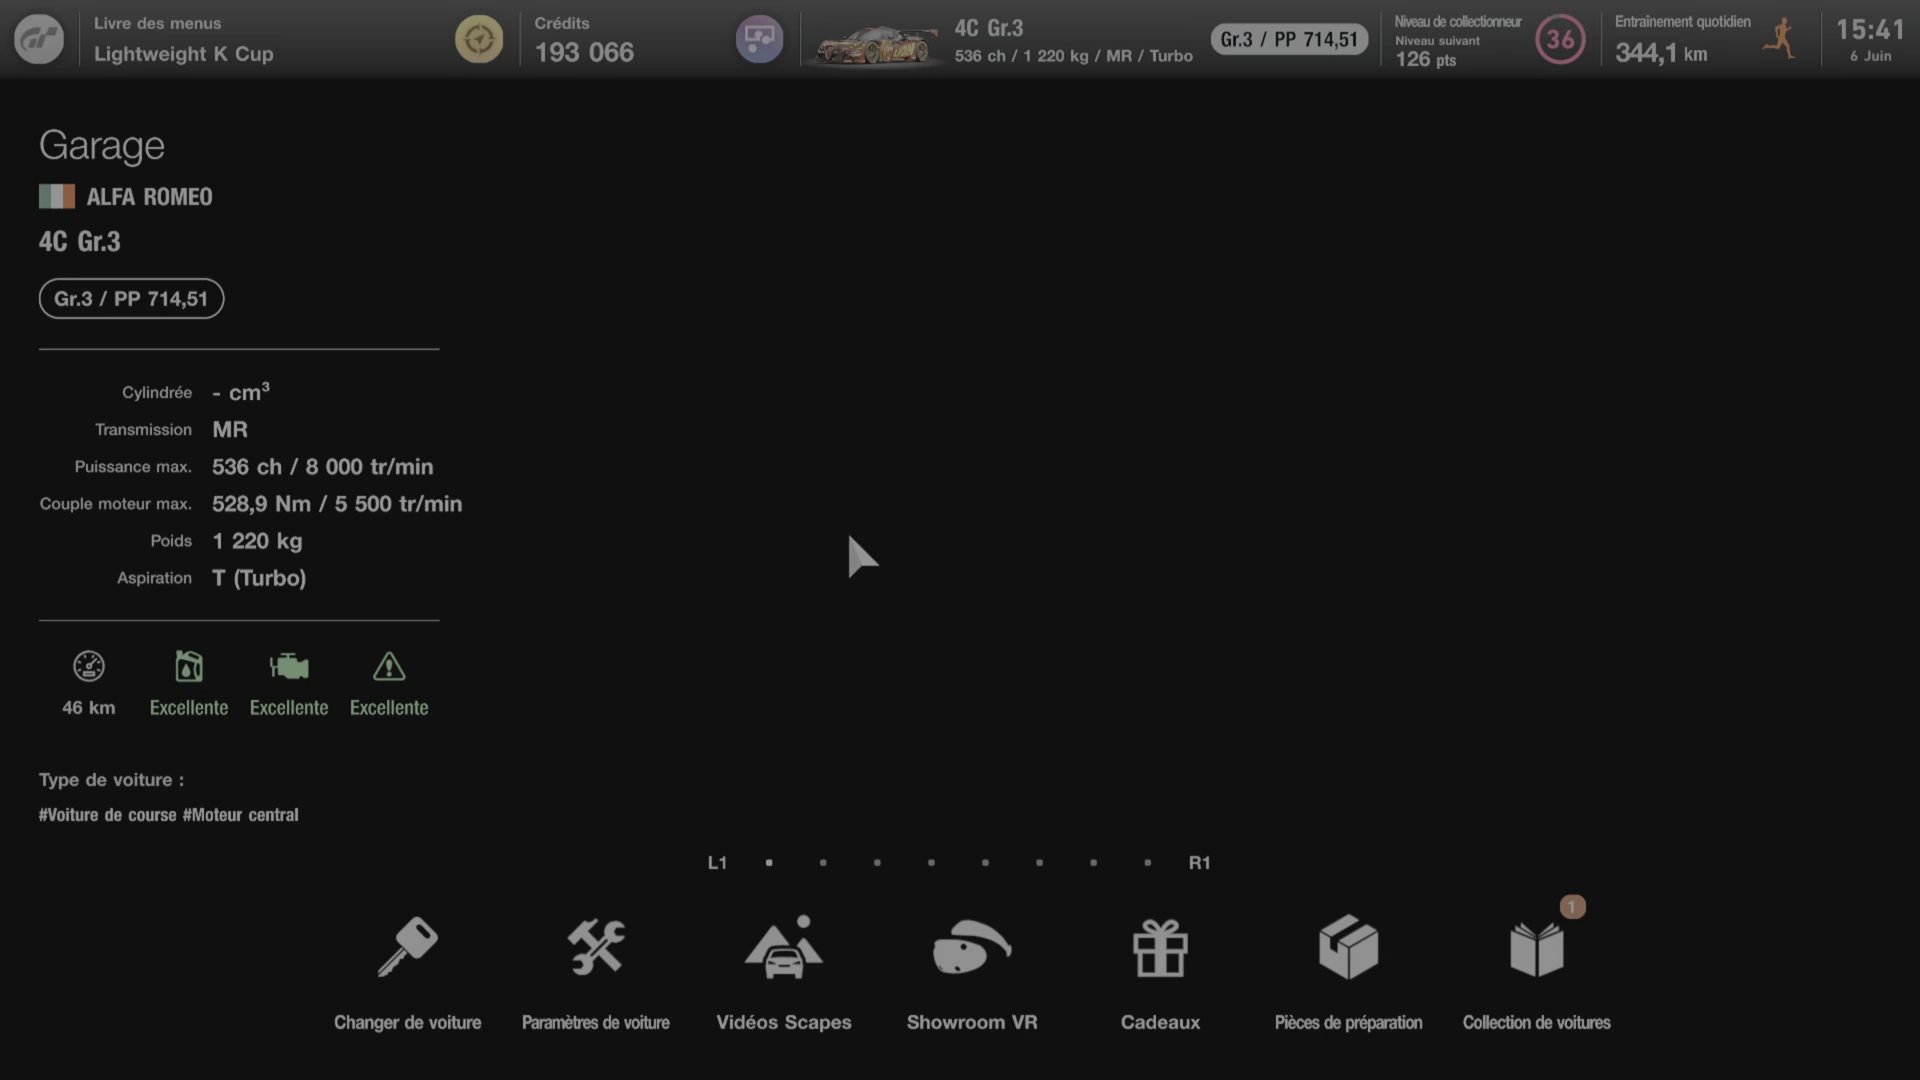 Livre des menus
Lightweight K Cup
Crédits
193 066
4C Gr.3
536 ch / 1 220 kg / MR / Turbo
Gr.3 / PP 714,51
Niveau de collectionneur
Niveau suivant
126 pts
36
Entraînement quotidien
344,1 km
15:41
6 Juin
Garage
ALFA ROMEO
4C Gr.3
Gr.3 / PP 714,51
Cylindrée - cm³
Transmission MR
Puissance max. 536 ch / 8 000 tr/min
Couple moteur max. 528,9 Nm / 5 500 tr/min
Poids 1 220 kg
Aspiration T (Turbo)
46 km Excellente Excellente Excellente
Type de voiture :
#Voiture de course #Moteur central
L1 R1
1
Changer de voiture Paramètres de voiture Vidéos Scapes Showroom VR Cadeaux Pièces de préparation Collection de voitures